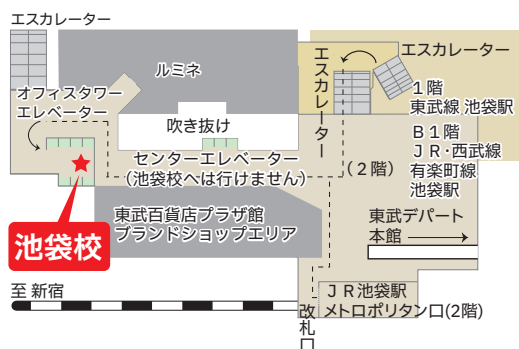 エスカレーター
ルミネ
エスカレーター
エスカレーター
オフィスタワー
エレベーター
吹き抜け
1階
東武線 池袋駅
B1階
JR・西武線
有楽町線
池袋駅
センターエレベーター
(池袋校へは行けません)
(2階)
池袋校
東武百貨店プラザ館
ブランドショップエリア
東武デパート
本館
至 新宿
JR池袋駅
メトロポリタン口(2階)
改札口